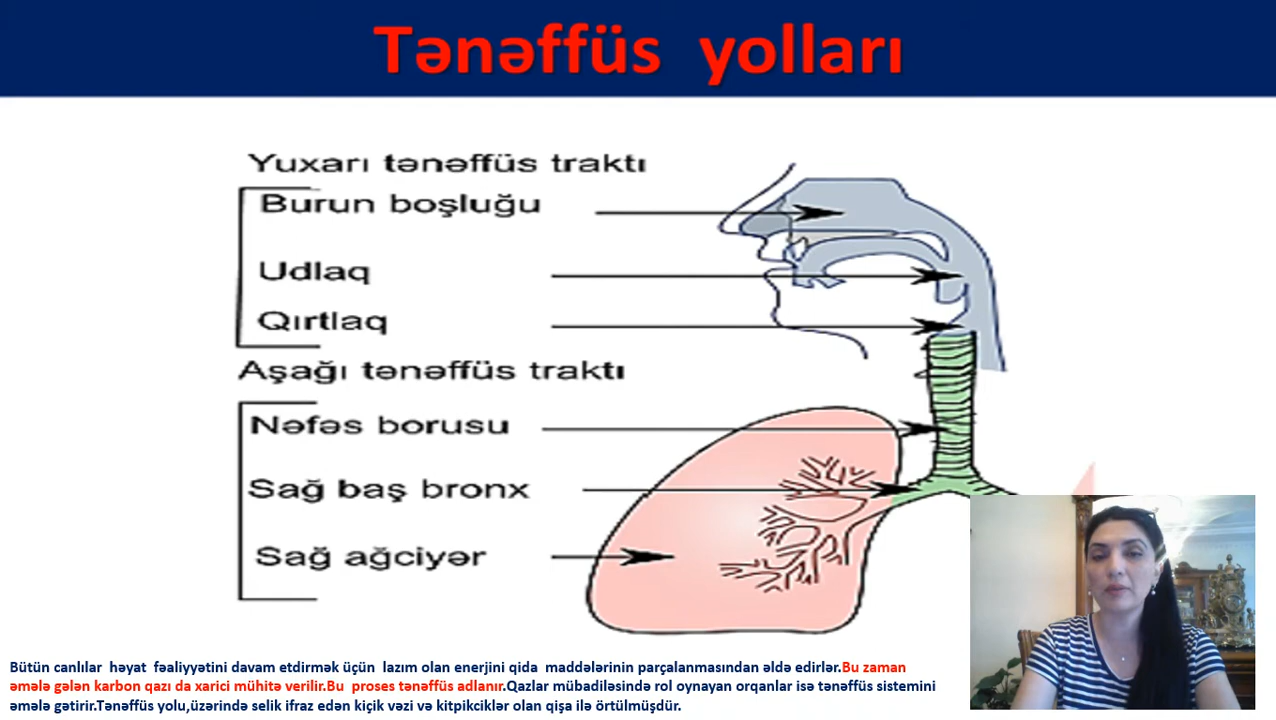 Tənəffüs yolları
Yuxarı tənəffüs traktı
Burun boşluğu
Udlaq
Qırtlaq
Aşağı tənəffüs traktı
Nəfəs borusu
Sağ baş bronx
Sağ ağciyər
Bütün canlılar həyat fəaliyyətini davam etdirmək üçün lazım olan enerjini qida maddələrinin parçalanmasından əldə edirlər.Bu zaman
əmələ gələn karbon qazı da xarici mühitə verilir.Bu proses tənəffüs adlanır.Qazlar mübadiləsində rol oynayan orqanlar isə tənəffüs sistemini
əmələ gətirir.Tənəffüs yolu,üzərində selik ifraz edən kiçik vəzi və kitpikciklər olan qişa ilə örtülmüşdür.